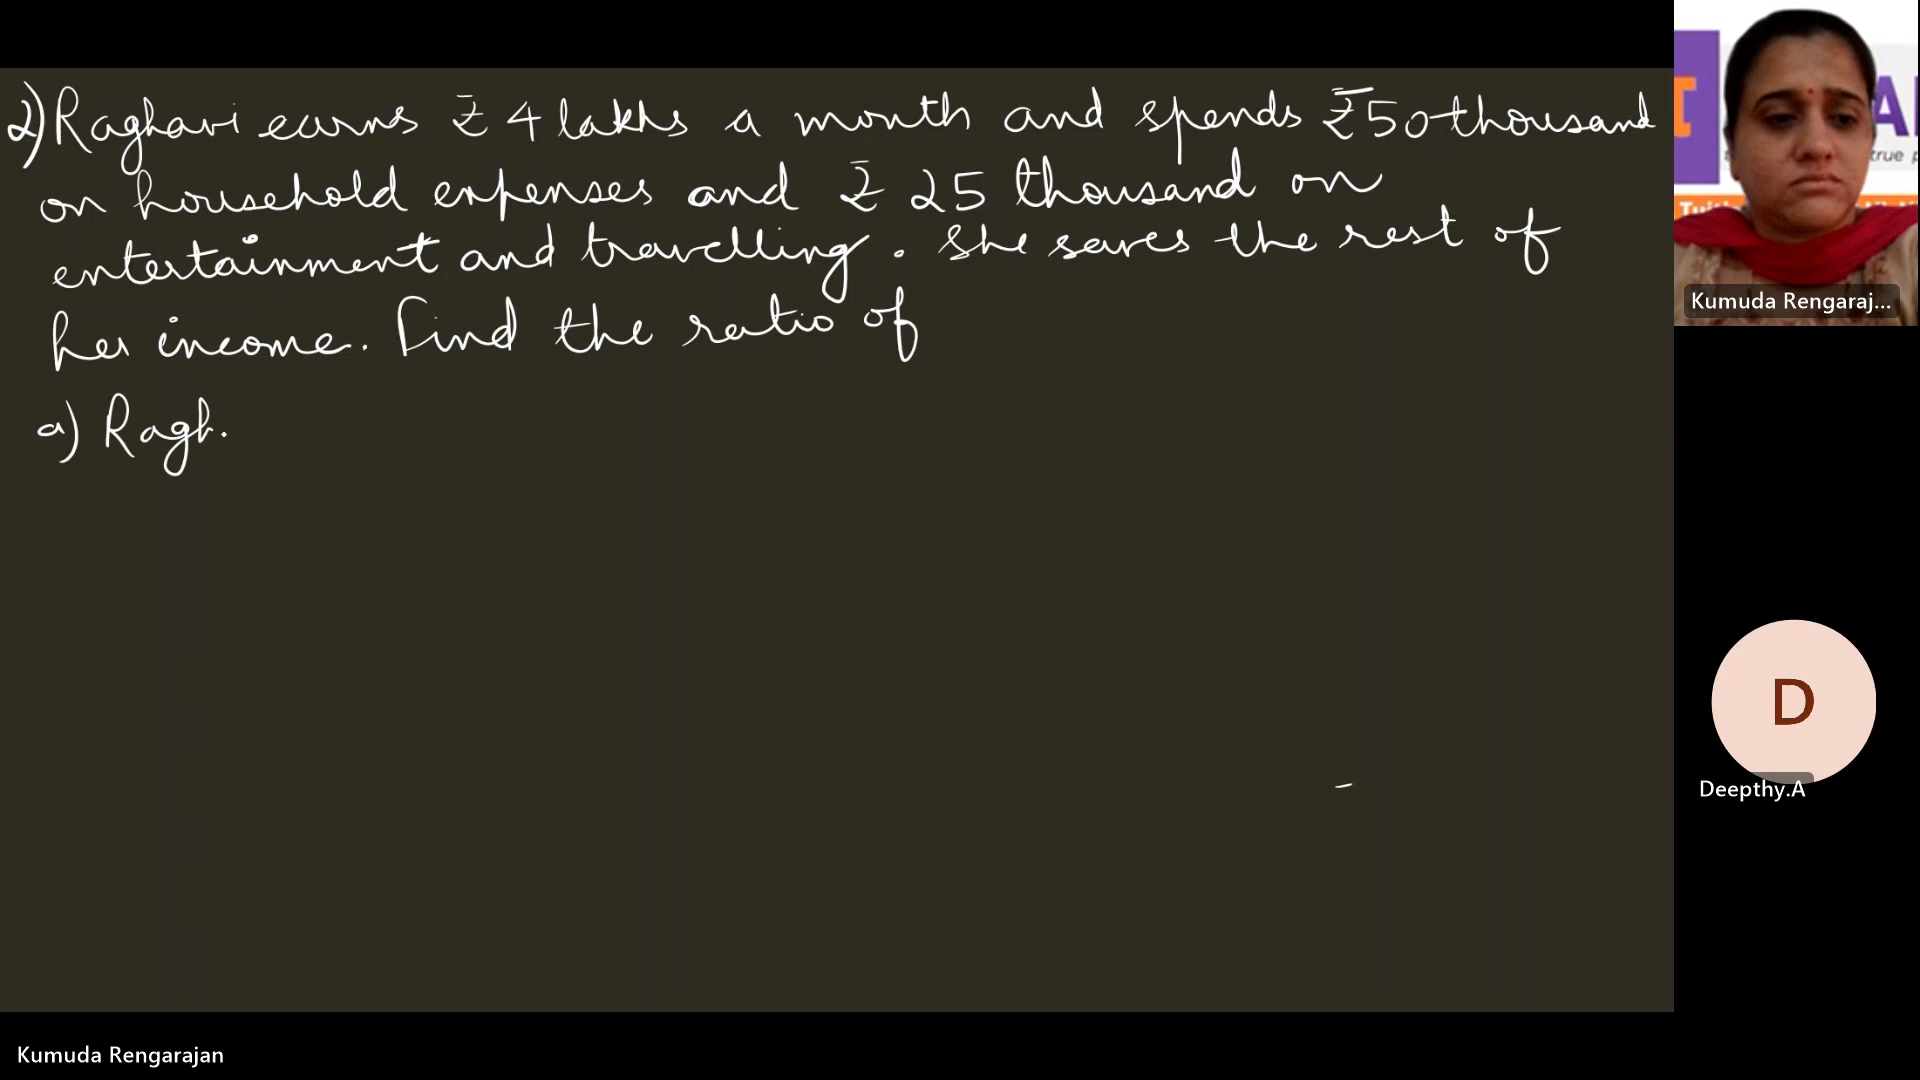 2) Raghavi earns ₹ 4 lakhs a month and spends ₹50 thousand
on household expenses and ₹ 25 thousand on
entertainment and travelling. She saves the rest of
her income. Find the ratio of
a) Ragh.
Kumuda Rengaraj...
D
Deepthy.A
Kumuda Rengarajan